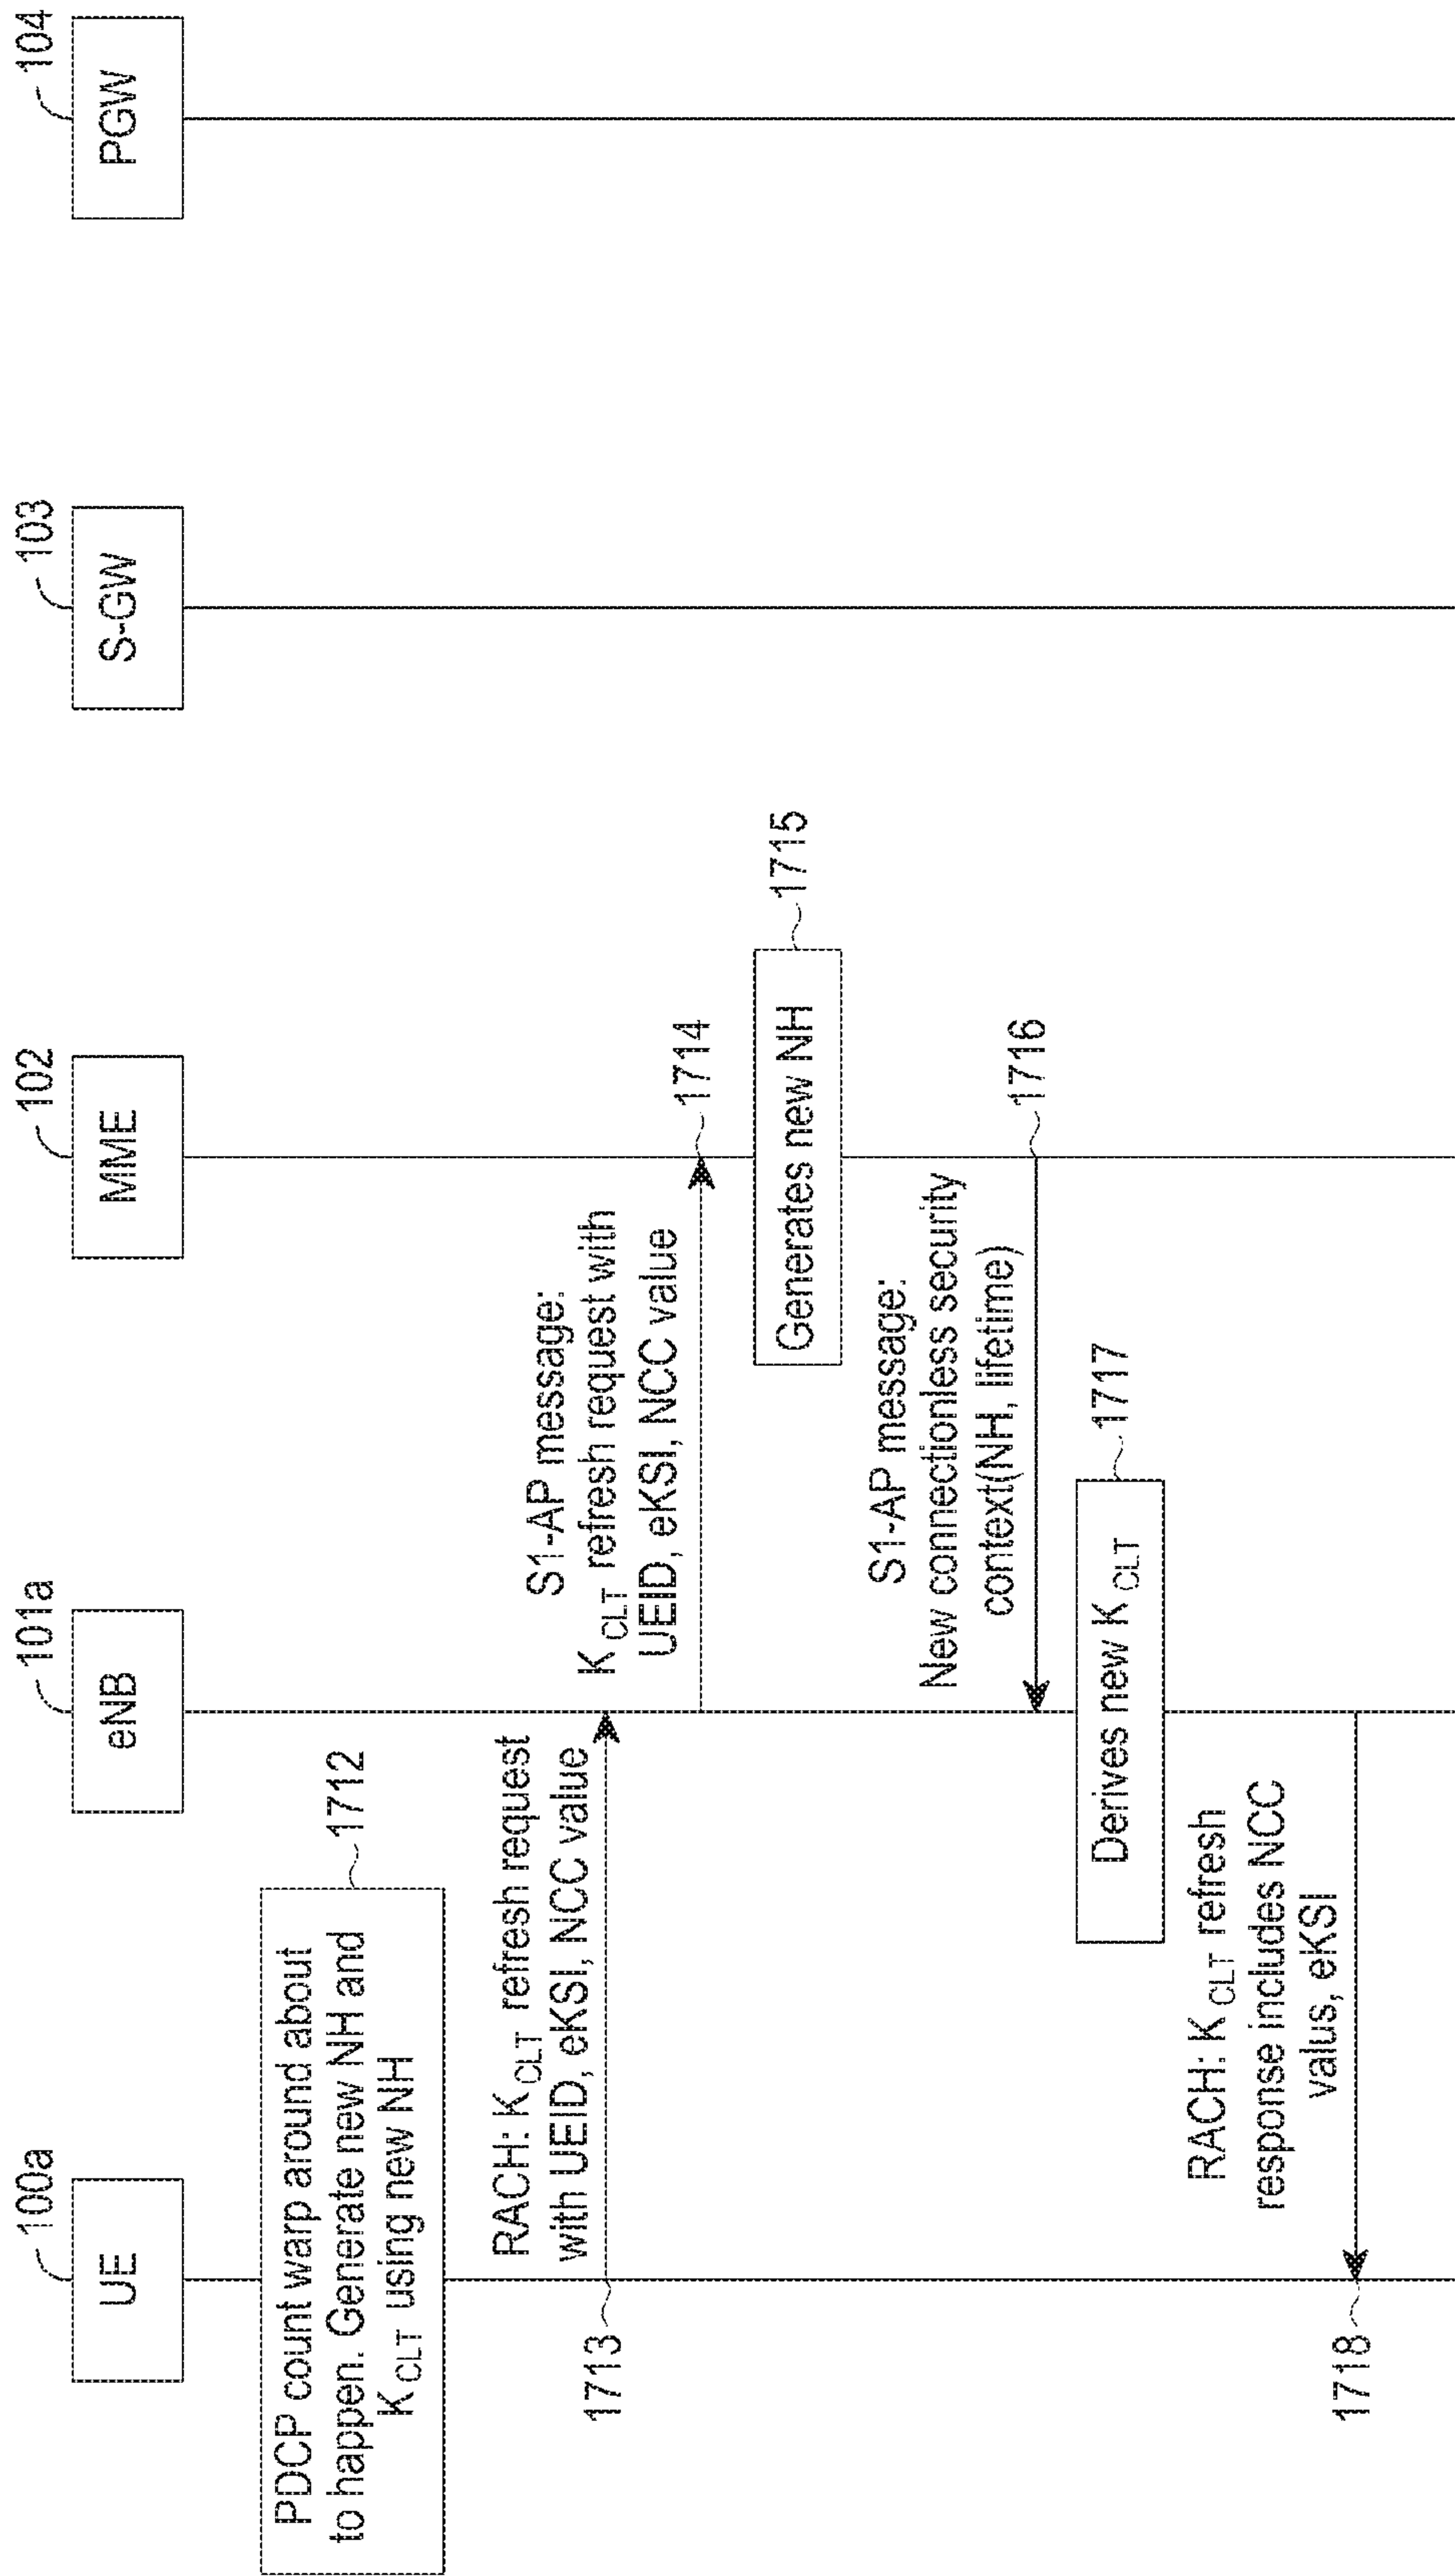 100a
UE
101a
eNB
102
MME
103
S-GW
104
PGW
1712
PDCP count warp around about
to happen. Generate new NH and
K CLT using new NH
RACH: K CLT refresh request
with UEID, eKSI, NCC value
1713
S1-AP message:
K CLT refresh request with
UEID, eKSI, NCC value
1714
Generates new NH
1715
S1-AP message:
New connectionless security
context(NH, lifetime)
1716
Derives new K CLT
1717
RACH: K CLT refresh
response includes NCC
valus, eKSI
1718